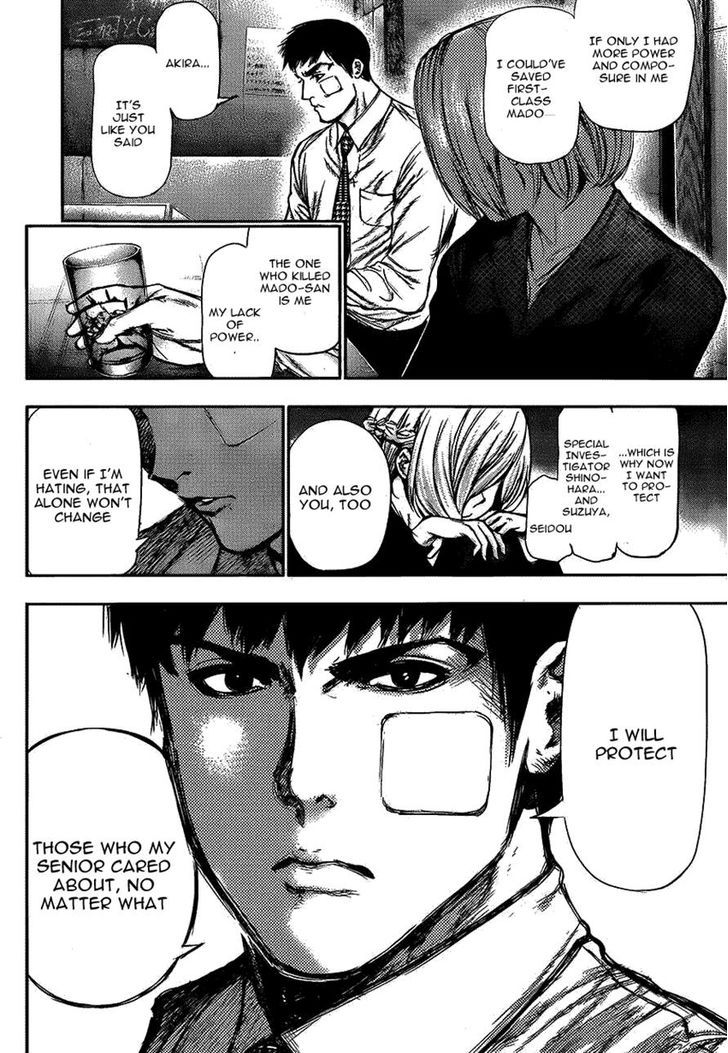 IF ONLY I HAD
MORE POWER
AND COMPO-
SURE IN ME
I COULD'VE
SAVED
FIRST-
CLASS
MADO
AKIRA...
IT'S
JUST
LIKE YOU
SAID
THE ONE
WHO KILLED
MADO-SAN
IS ME
MY LACK
OF
POWER..
...WHICH IS
WHY NOW
I WANT
TO PRO-
TECT
SPECIAL
INVES-
TIGATOR
SHINO-
HARA...
AND
SUZUYA,
SEIDOU
AND ALSO
YOU, TOO
EVEN IF I'M
HATING, THAT
ALONE WON'T
CHANGE
I WILL
PROTECT
THOSE WHO MY
SENIOR CARED
ABOUT, NO
MATTER WHAT